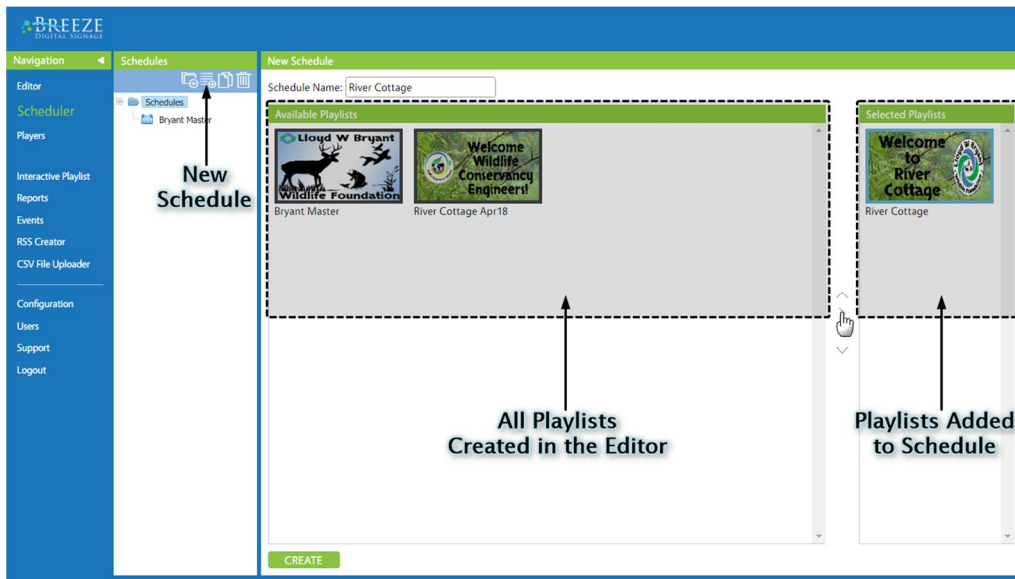 BREEZE
DIGITAL SIGNAGE
Navigation
Schedules
New Schedule
Editor
Scheduler
Players
Interactive Playlist
Reports
Events
RSS Creator
CSV File Uploader
Configuration
Users
Support
Logout
Schedules
Bryant Master
New
Schedule
Schedule Name: River Cottage
Available Playlists
Lloyd W Bryant
Wildlife Foundation
Bryant Master
Welcome
Wildlife
Conservancy
Engineers!
River Cottage Apr18
Selected Playlists
Welcome
to
River
Cottage
River Cottage
All Playlists
Created in the Editor
Playlists Added
to Schedule
CREATE